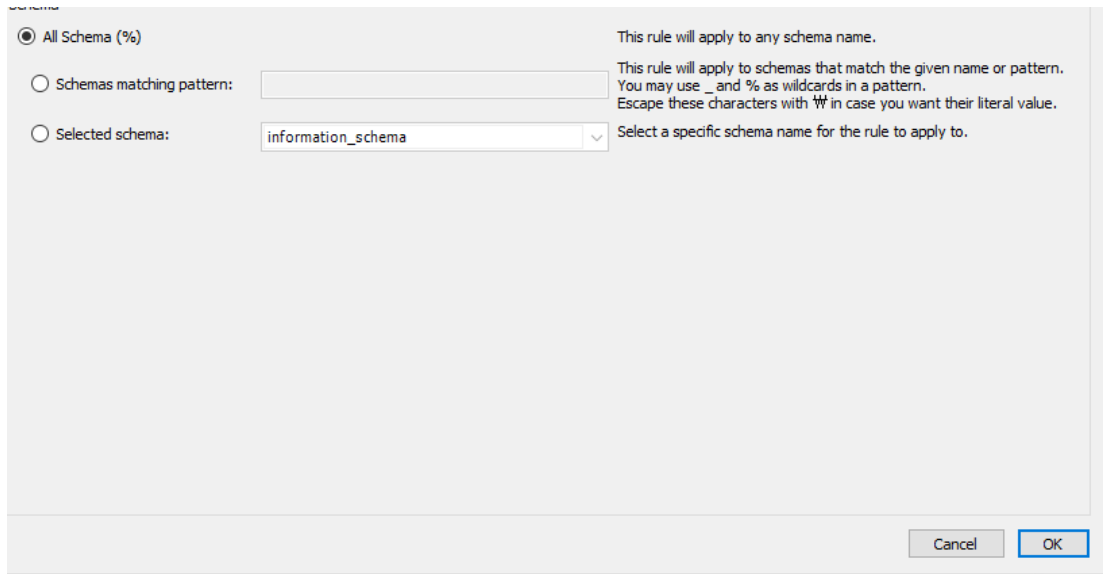 Schema
All Schema (%)
This rule will apply to any schema name.
Schemas matching pattern:
This rule will apply to schemas that match the given name or pattern.
You may use _ and % as wildcards in a pattern.
Escape these characters with ₩ in case you want their literal value.
Selected schema:
information_schema
Select a specific schema name for the rule to apply to.
Cancel
OK